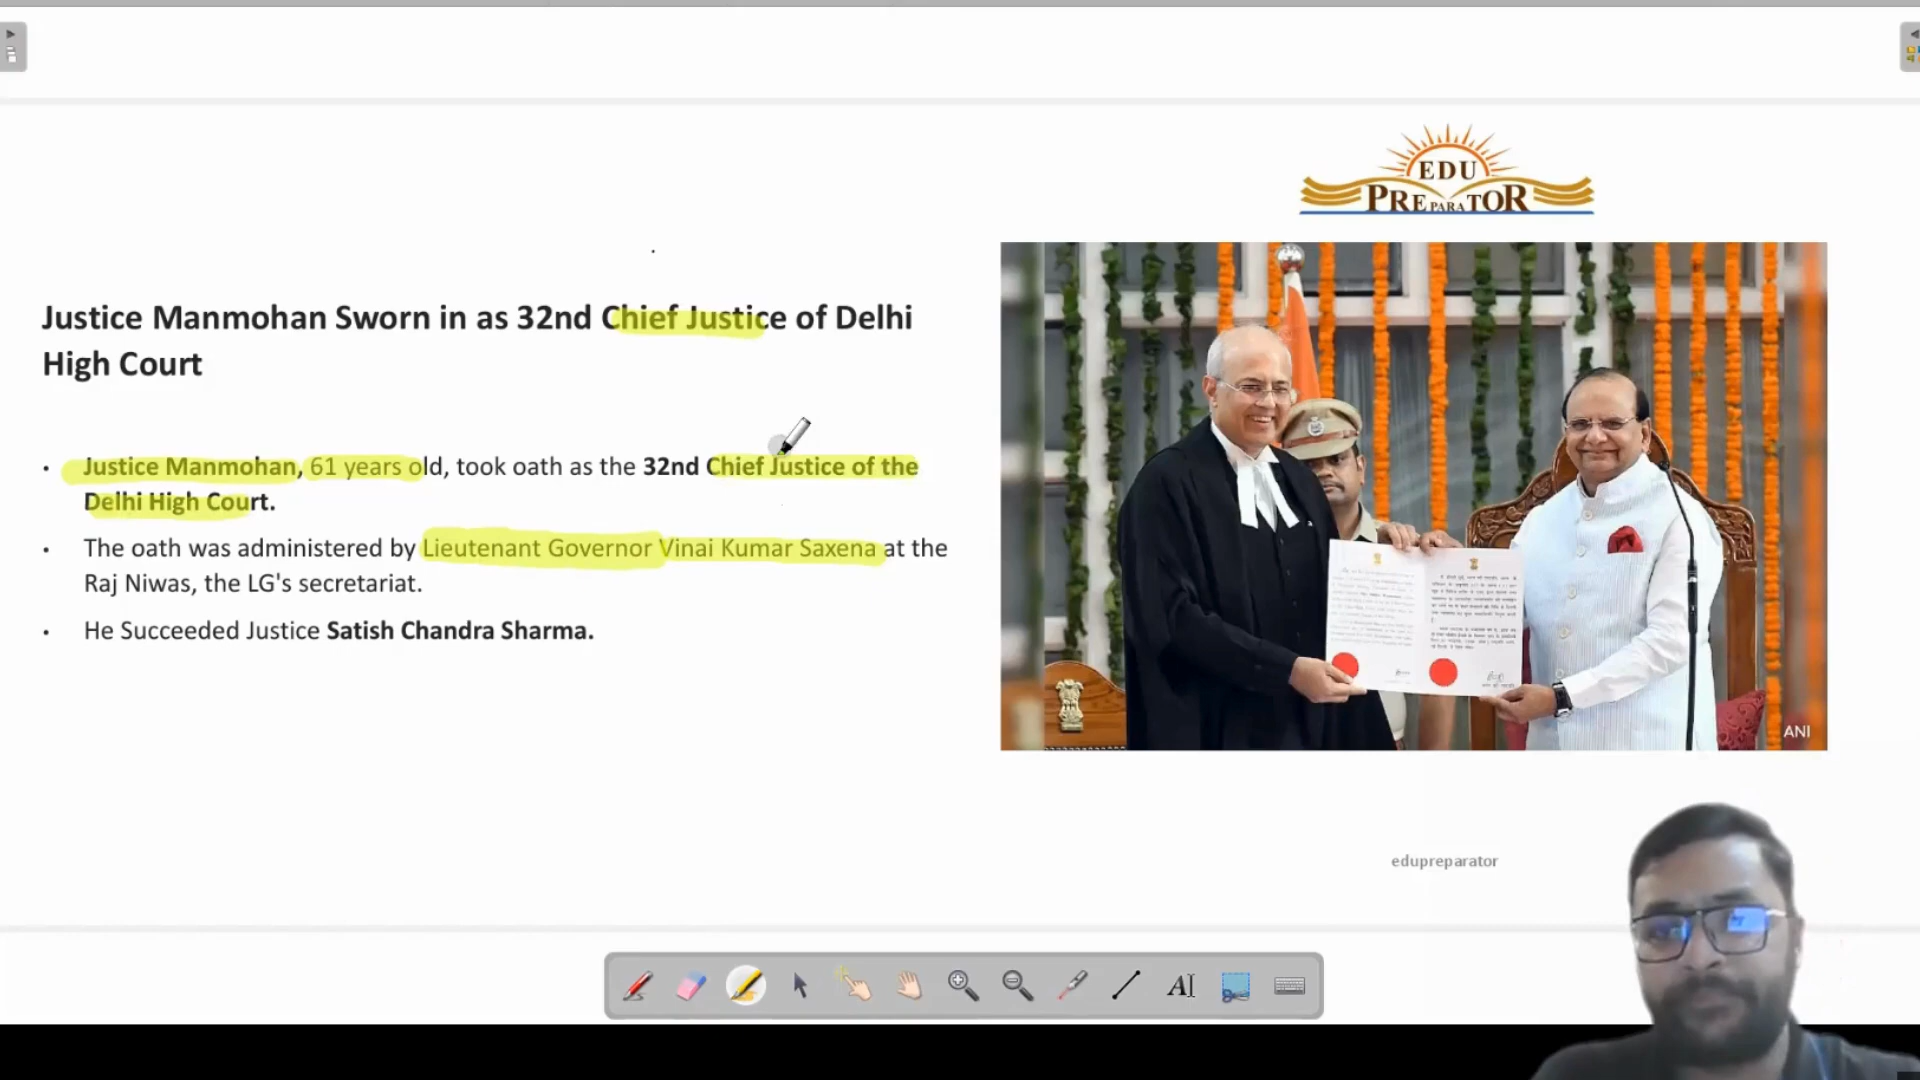 EDU
PREPARATOR
Justice Manmohan Sworn in as 32nd Chief Justice of Delhi
High Court
• Justice Manmohan, 61 years old, took oath as the 32nd Chief Justice of the
Delhi High Court.
• The oath was administered by Lieutenant Governor Vinai Kumar Saxena at the
Raj Niwas, the LG's secretariat.
• He Succeeded Justice Satish Chandra Sharma.
ANI
edupreparator
AI